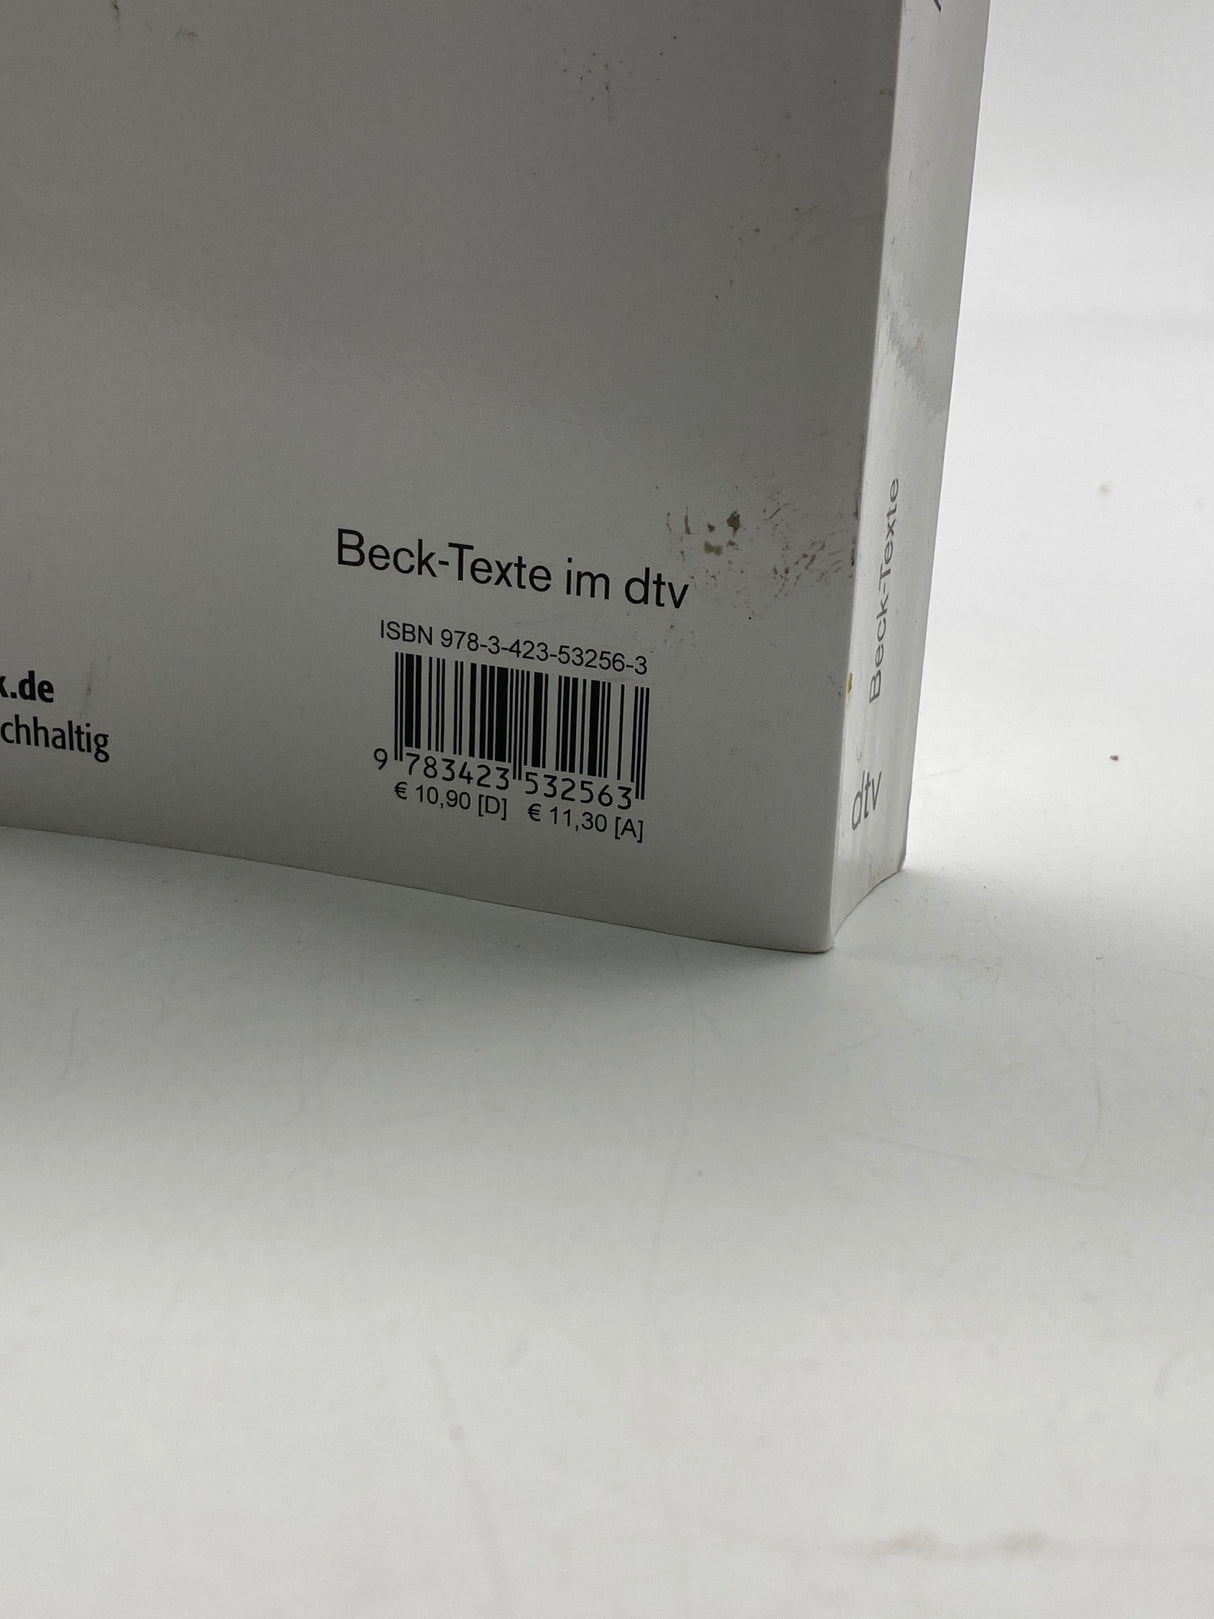 Beck-Texte im dtv
ISBN 978-3-423-53256-3
9 783423 532563
€ 10,90 [D] € 11,30 [A]
k.de
chhaltig
Beck-Texte
dtv